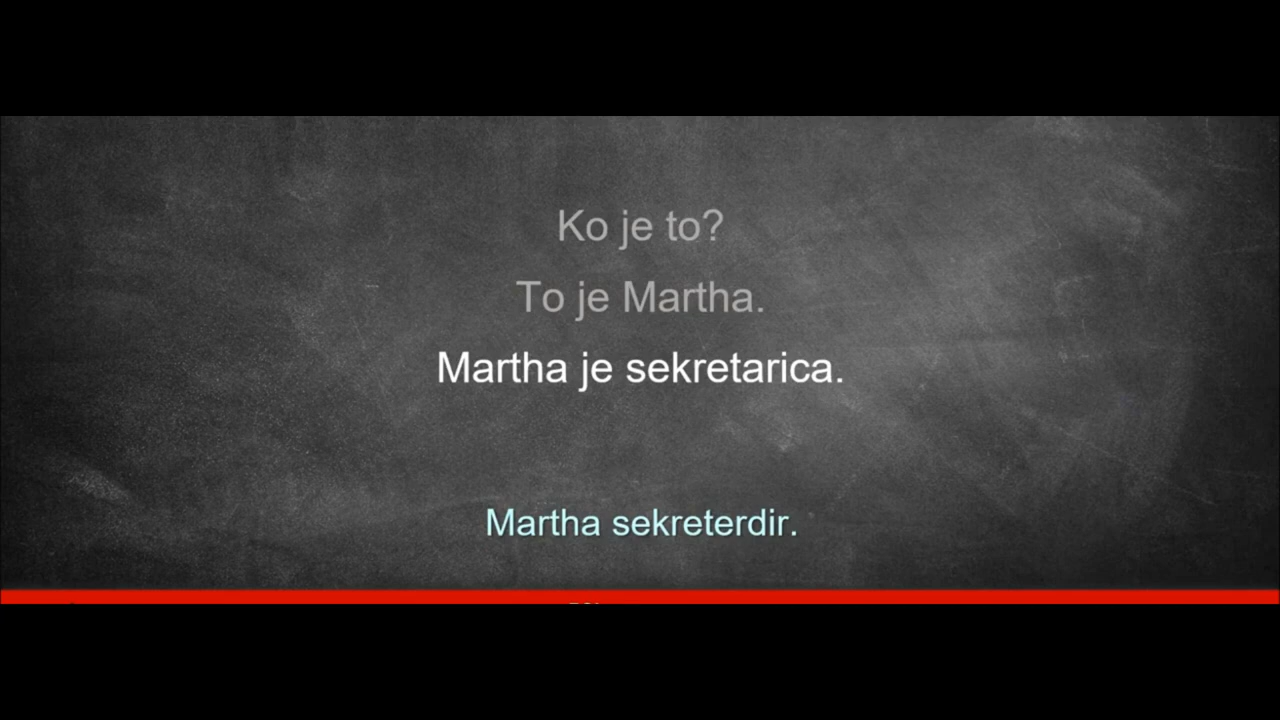 Ko je to?
To je Martha.
Martha je sekretarica.
Martha sekreterdir.